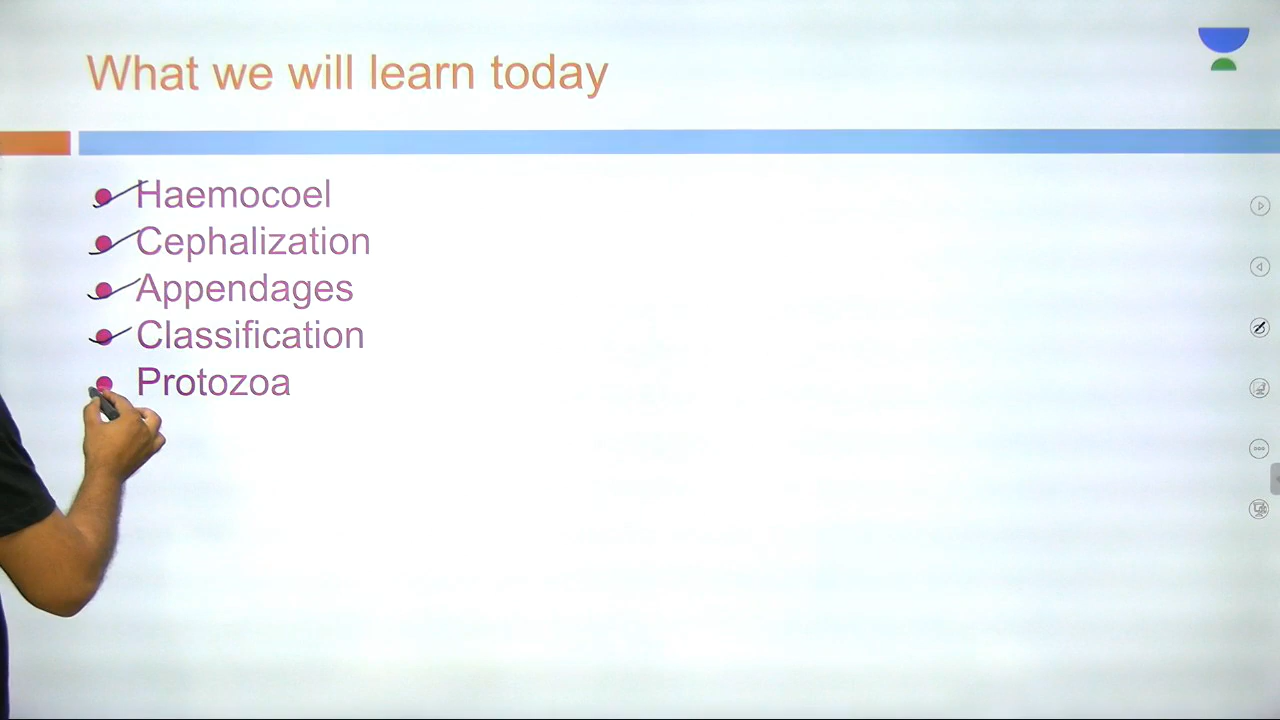 What we will learn today
Haemocoel
Cephalization
Appendages
Classification
Protozoa